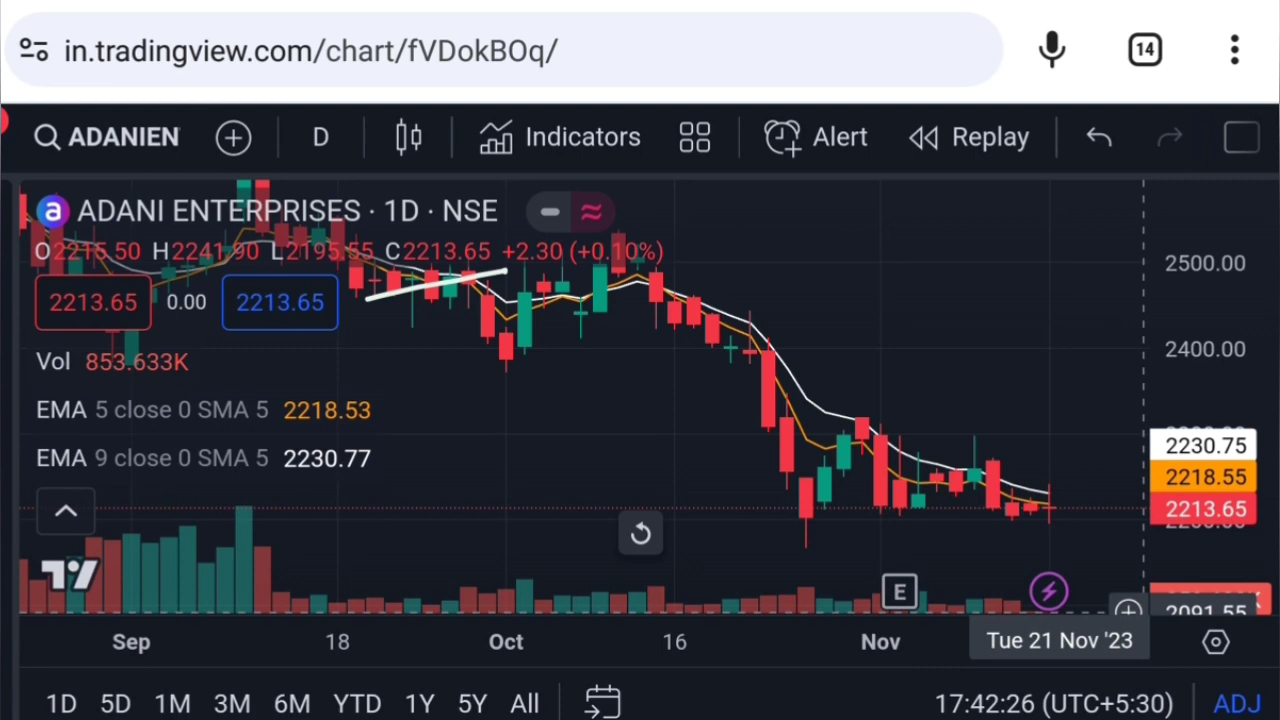 in.tradingview.com/chart/fVDokBOq/ 14
ADANIEN D Indicators Alert Replay
a ADANI ENTERPRISES · 1D · NSE
O2215.50 H2241.90 L2195.55 C2213.65 +2.30 (+0.10%)
2213.65 0.00 2213.65
Vol 853.633K
EMA 5 close 0 SMA 5 2218.53
EMA 9 close 0 SMA 5 2230.77
2500.00
2400.00
2230.75
2218.55
2213.65
E
2091.55
Sep 18 Oct 16 Nov Tue 21 Nov '23
1D 5D 1M 3M 6M YTD 1Y 5Y All 17:42:26 (UTC+5:30) ADJ